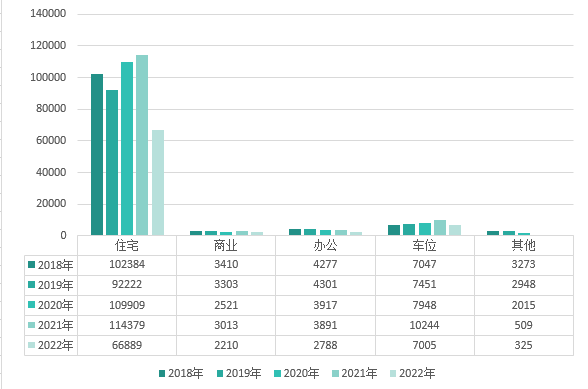 140000
120000
100000
80000
60000
40000
20000
0
住宅 商业 办公 车位 其他
2018年 102384 3410 4277 7047 3273
2019年 92222 3303 4301 7451 2948
2020年 109909 2521 3917 7948 2015
2021年 114379 3013 3891 10244 509
2022年 66889 2210 2788 7005 325
2018年 2019年 2020年 2021年 2022年